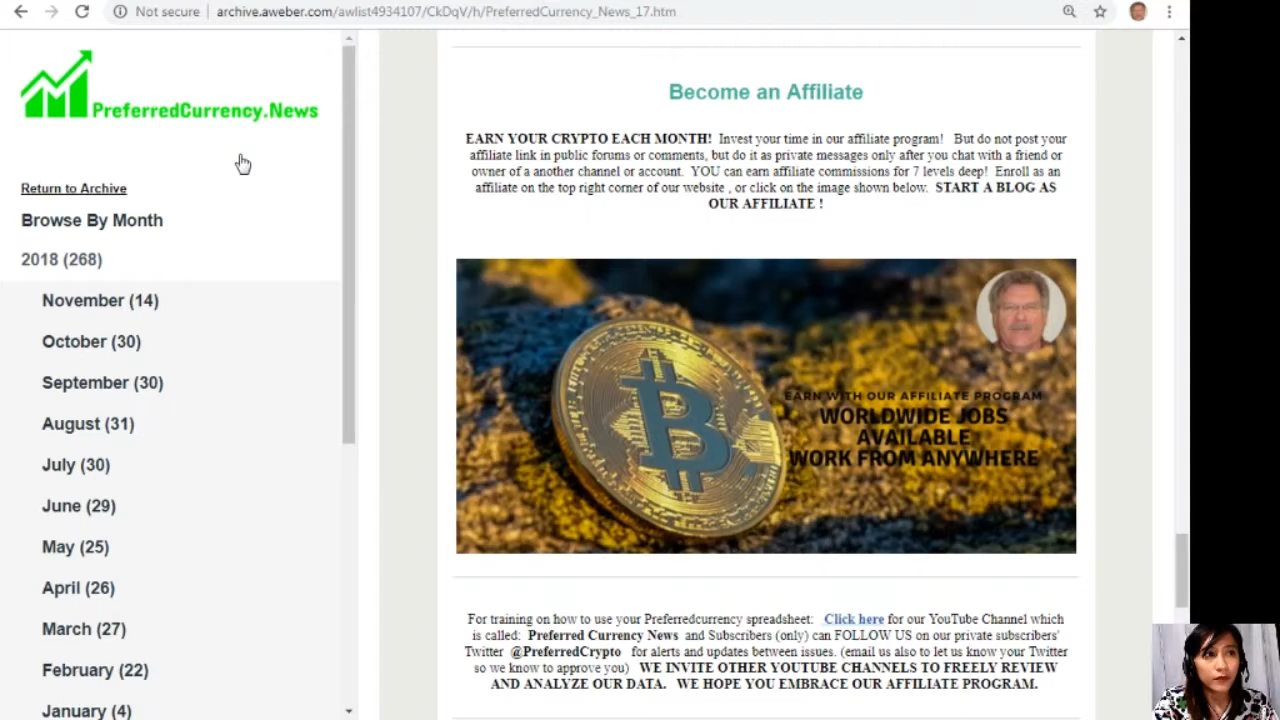 Not secure
archive.aweber.com/awlist4934107/CkDqV/h/PreferredCurrency_News_17.htm
PreferredCurrency.News
Return to Archive
Browse By Month
2018 (268)
November (14)
October (30)
September (30)
August (31)
July (30)
June (29)
May (25)
April (26)
March (27)
February (22)
January (4)
Become an Affiliate
EARN YOUR CRYPTO EACH MONTH! Invest your time in our affiliate program! But do not post your
affiliate link in public forums or comments, but do it as private messages only after you chat with a friend or
owner of a another channel or account. YOU can earn affiliate commissions for 7 levels deep! Enroll as an
affiliate on the top right corner of our website , or click on the image shown below. START A BLOG AS
OUR AFFILIATE !
EARN WITH OUR AFFILIATE PROGRAM
WORLDWIDE JOBS
AVAILABLE
WORK FROM ANYWHERE
For training on how to use your Preferredcurrency spreadsheet: Click here for our YouTube Channel which
is called: Preferred Currency News and Subscribers (only) can FOLLOW US on our private subscribers'
Twitter @PreferredCrypto for alerts and updates between issues. (email us also to let us know your Twitter
so we know to approve you) WE INVITE OTHER YOUTUBE CHANNELS TO FREELY REVIEW
AND ANALYZE OUR DATA. WE HOPE YOU EMBRACE OUR AFFILIATE PROGRAM.